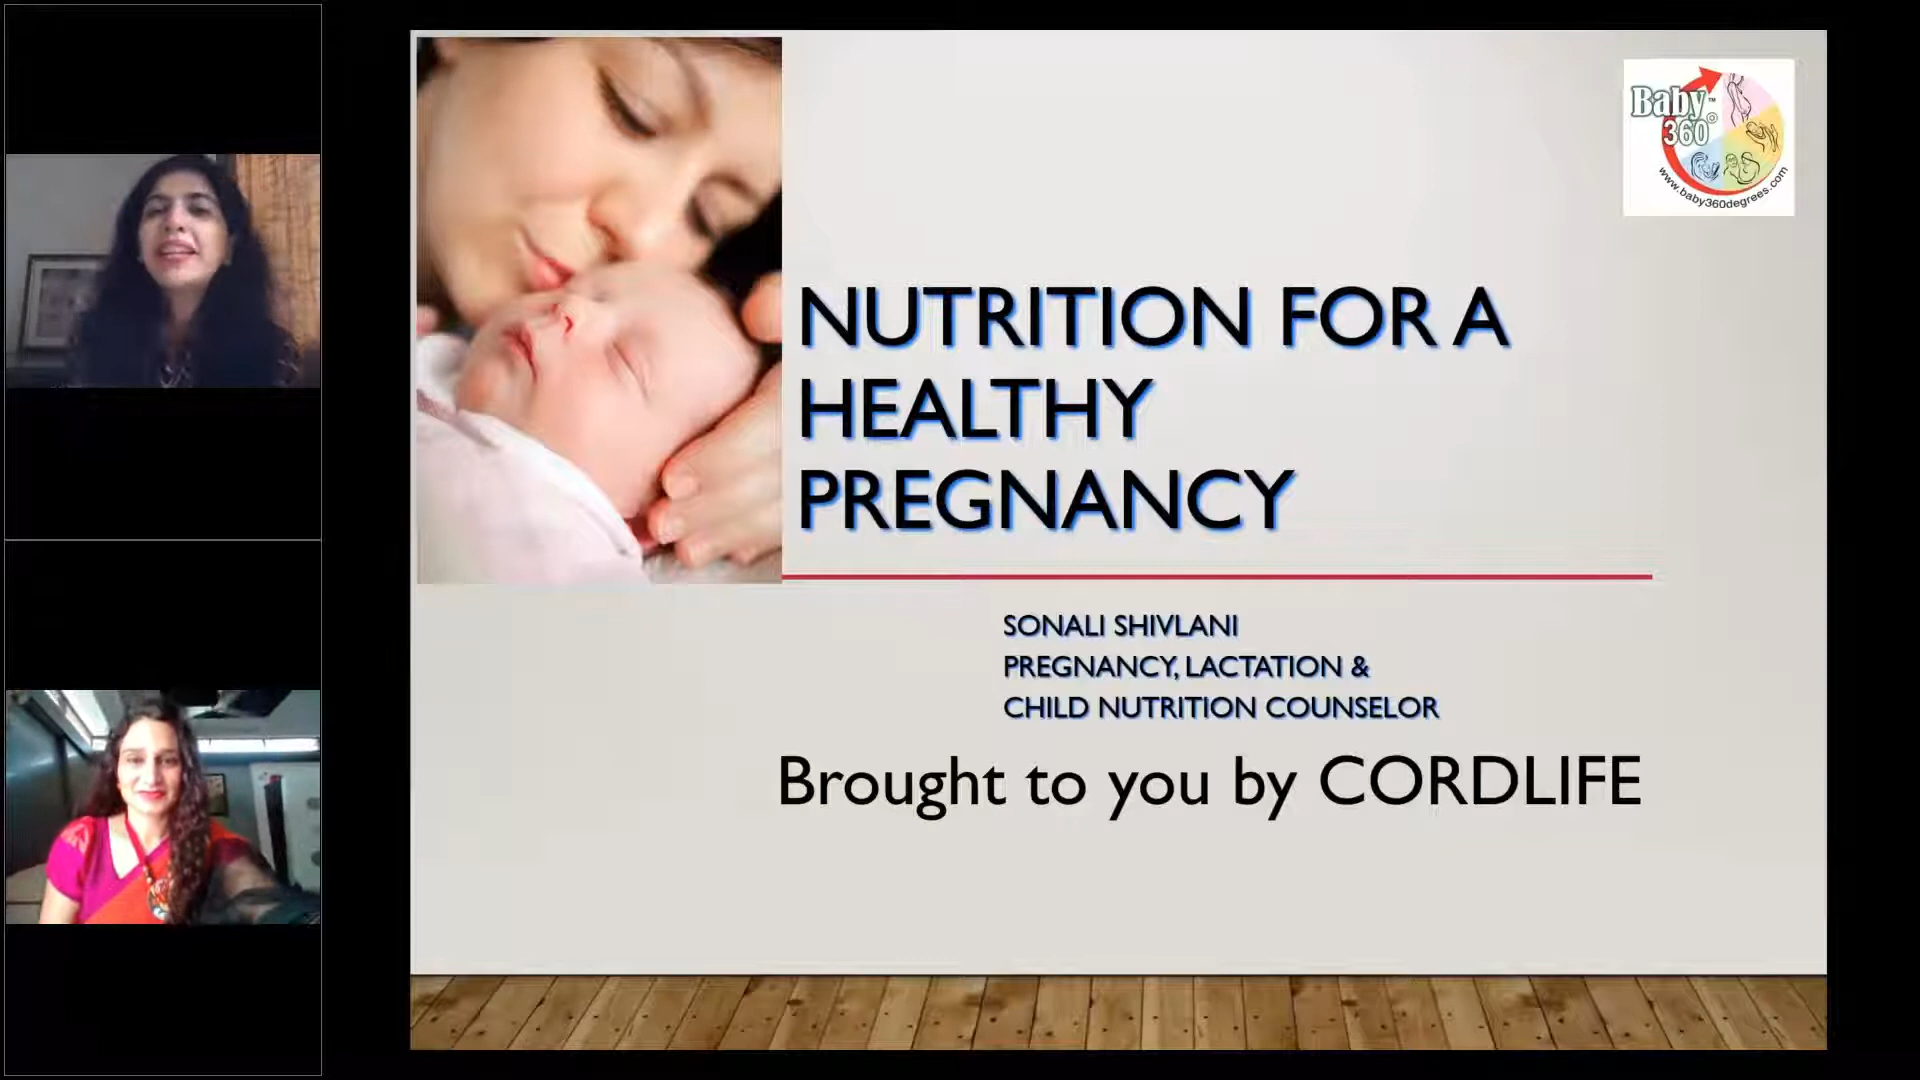 Baby™
360°
www.baby360degrees.com
NUTRITION FOR A
HEALTHY
PREGNANCY
SONALI SHIVLANI
PREGNANCY, LACTATION &
CHILD NUTRITION COUNSELOR
Brought to you by CORDLIFE